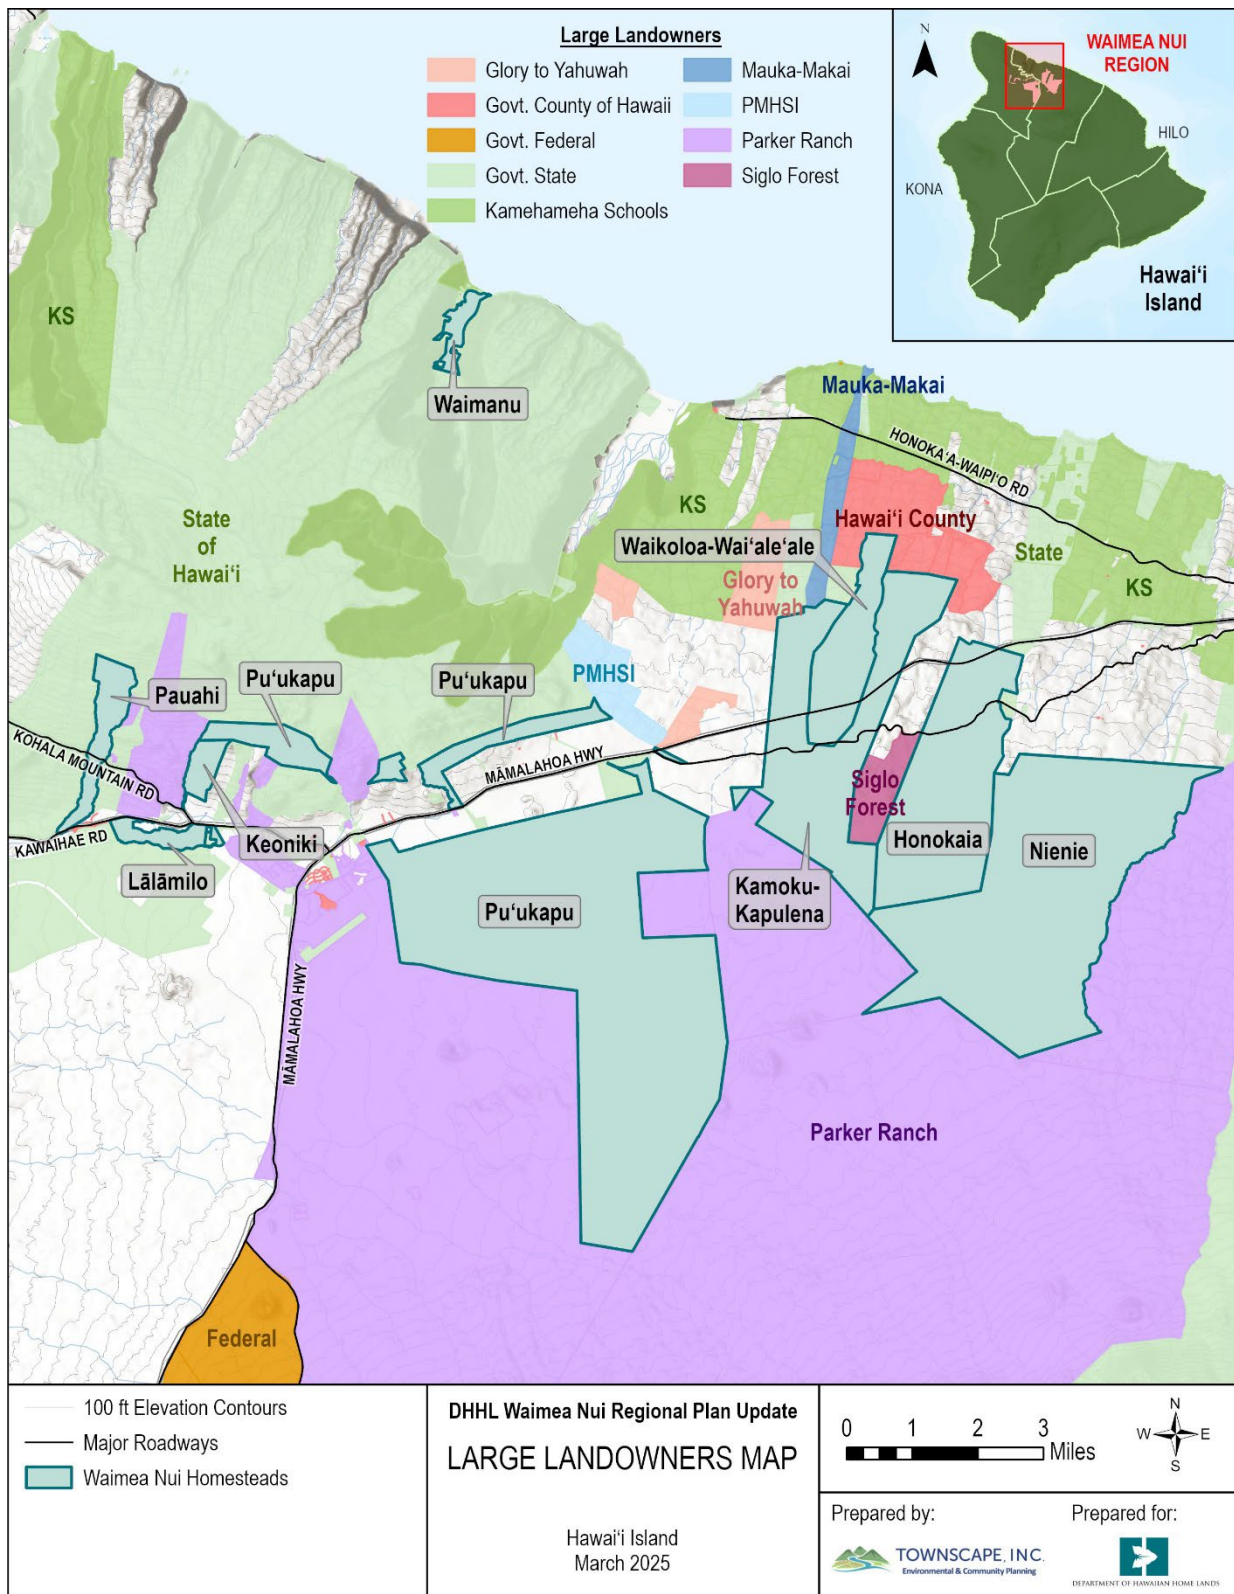 Large Landowners
Glory to Yahuwah
Govt. County of Hawaii
Govt. Federal
Govt. State
Kamehameha Schools
Mauka-Makai
PMHSI
Parker Ranch
Siglo Forest
N
WAIMEA NUI
REGION
HILO
KONA
Hawaiʻi
Island
KS
Waimanu
Mauka-Makai
HONOKAʻA-WAIPIʻO RD
KS
State
of
Hawaiʻi
Hawaiʻi County
Waikoloa-Waiʻaleʻale
State
Glory to
Yahuwah
KS
PMHSI
Pauahi
Puʻukapu
Puʻukapu
KOHALA MOUNTAIN RD
MĀMALAHOA HWY
Siglo
Forest
KAWAIHAE RD
Keoniki
Honokaia
Nienie
Lālāmilo
Kamoku-
Kapulena
Puʻukapu
MĀMALAHOA HWY
Parker Ranch
Federal
100 ft Elevation Contours
Major Roadways
Waimea Nui Homesteads
DHHL Waimea Nui Regional Plan Update
LARGE LANDOWNERS MAP
Hawaiʻi Island
March 2025
0 1 2 3
Miles
N
W E
S
Prepared by:
TOWNSCAPE, INC.
Environmental & Community Planning
Prepared for:
DEPARTMENT OF HAWAIIAN HOME LANDS